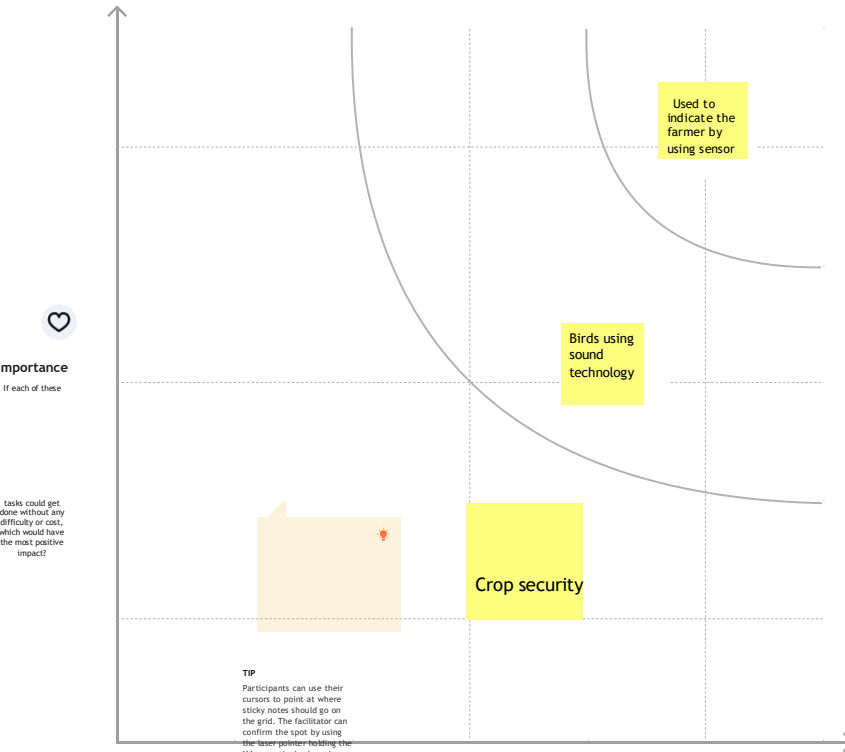 Used to
indicate the
farmer by
using sensor
Birds using
sound
technology
mportance
If each of these
tasks could get
done without any
difficulty or cost,
which would have
the most positive
impact?
Crop security
TIP
Participants can use their
cursors to point at where
sticky notes should go on
the grid. The facilitator can
confirm the spot by using
the laser pointer holding the